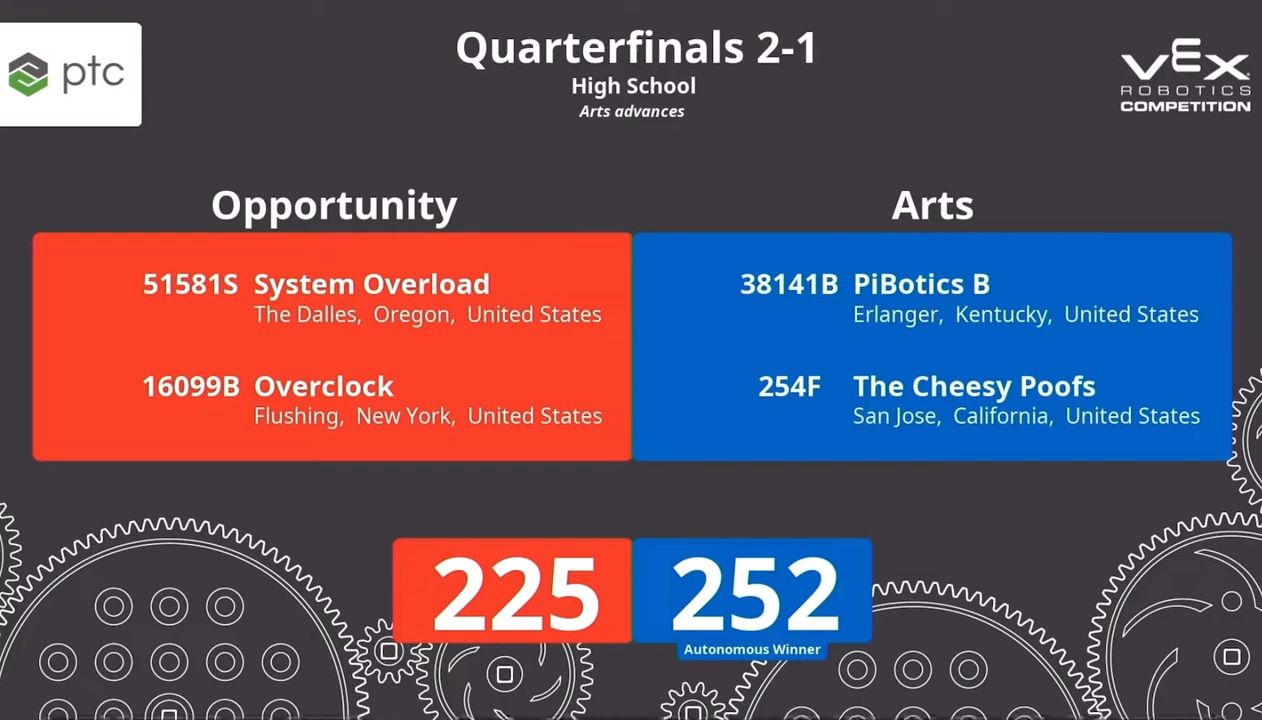 ptc
Quarterfinals 2-1
High School
Arts advances
VEX
ROBOTICS
COMPETITION
Opportunity
Arts
51581S System Overload
The Dalles, Oregon, United States
16099B Overclock
Flushing, New York, United States
38141B PiBotics B
Erlanger, Kentucky, United States
254F The Cheesy Poofs
San Jose, California, United States
225
252
Autonomous Winner